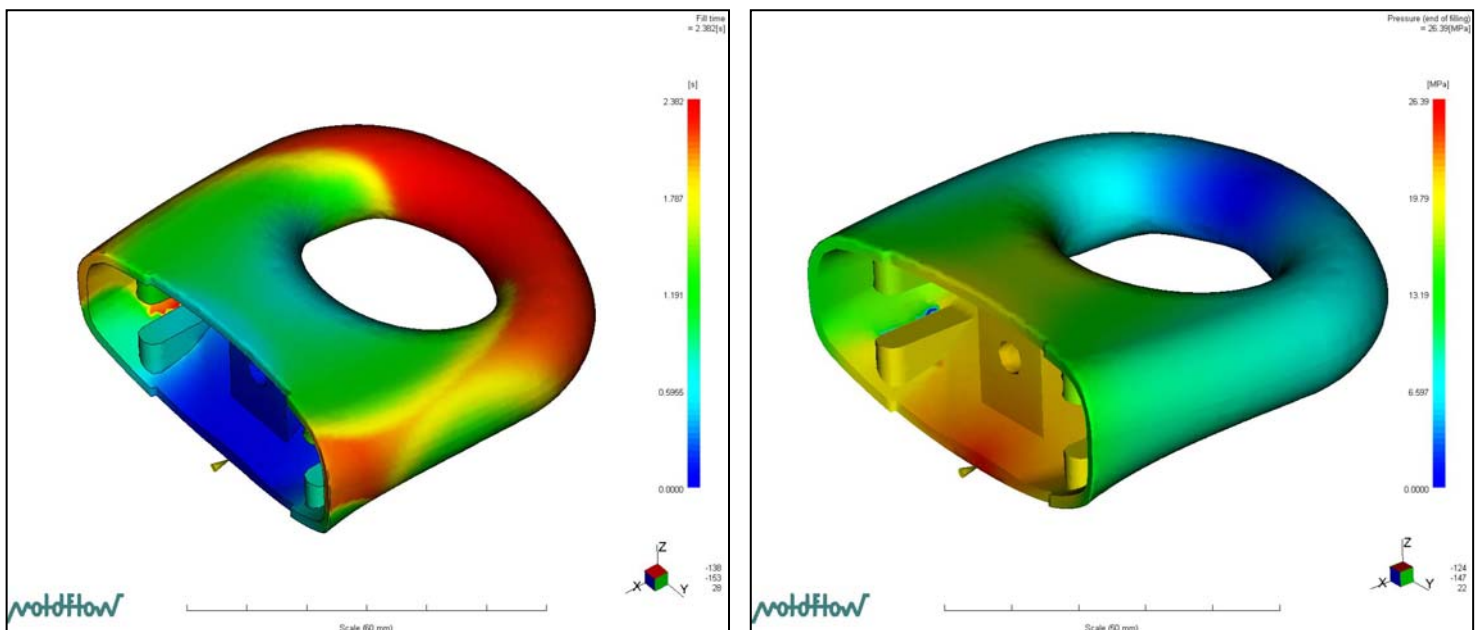 Fill time
= 2.382[s]
[s]
2.382
1.787
1.191
0.5955
0.0000
Z
X
Y
-138
-153
28
moldflow
Scale (60 mm)
Pressure (end of filling)
= 26.39[MPa]
[MPa]
26.39
19.79
13.19
6.597
0.0000
Z
X
Y
-124
-147
22
moldflow
Scale (50 mm)